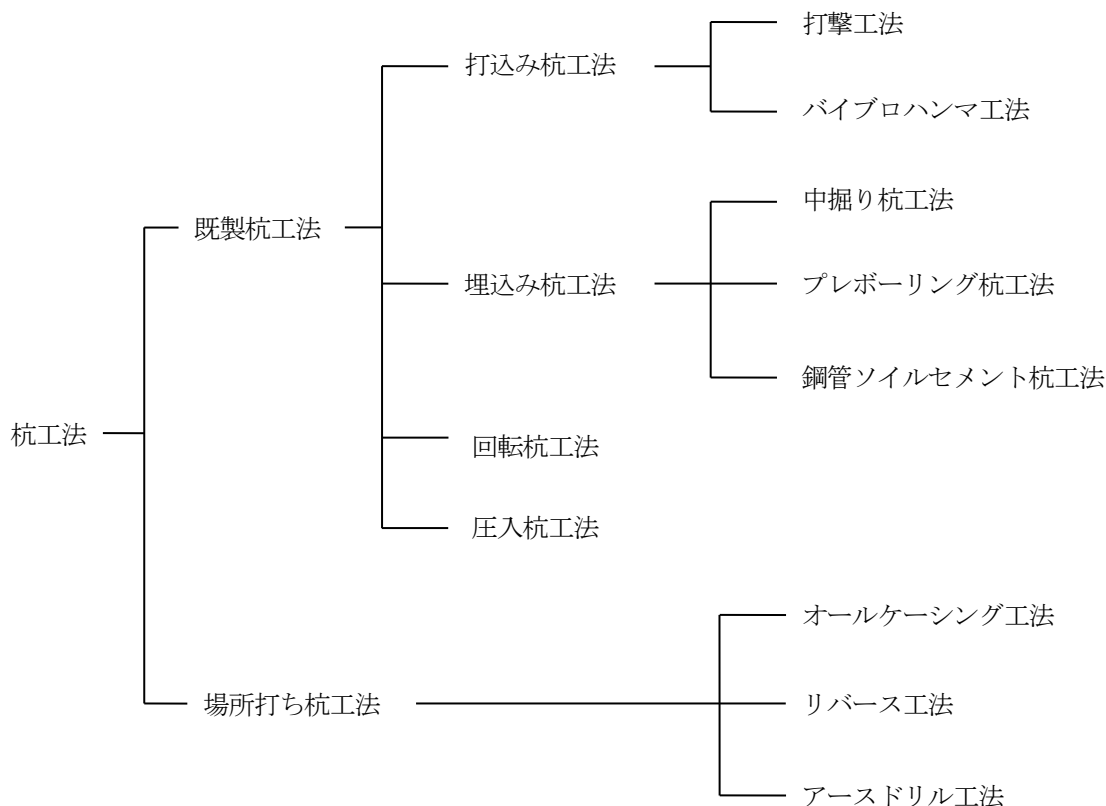 打撃工法
打込み杭工法
バイブロハンマ工法
中掘り杭工法
既製杭工法
埋込み杭工法
プレボーリング杭工法
鋼管ソイルセメント杭工法
杭工法
回転杭工法
圧入杭工法
オールケーシング工法
場所打ち杭工法
リバース工法
アースドリル工法